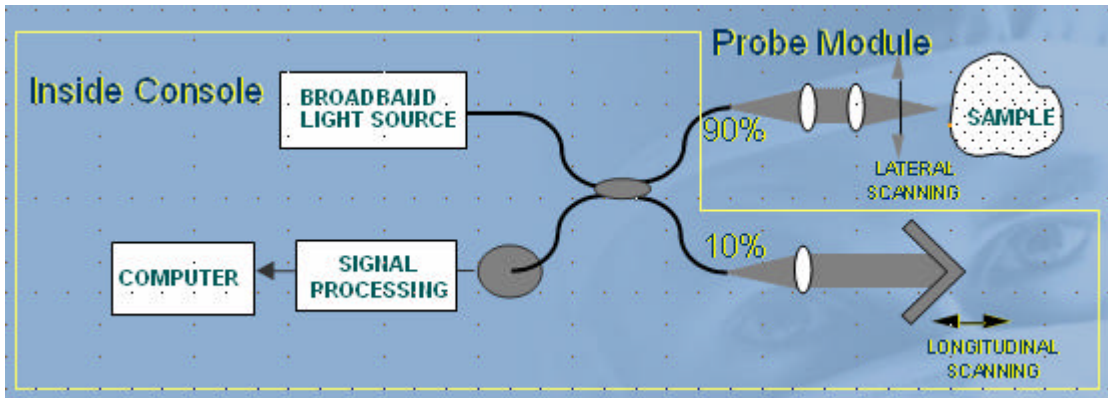 Probe Module
Inside Console
BROADBAND
LIGHT SOURCE
90%
SAMPLE
LATERAL
SCANNING
10%
COMPUTER
SIGNAL
PROCESSING
LONGITUDINAL
SCANNING